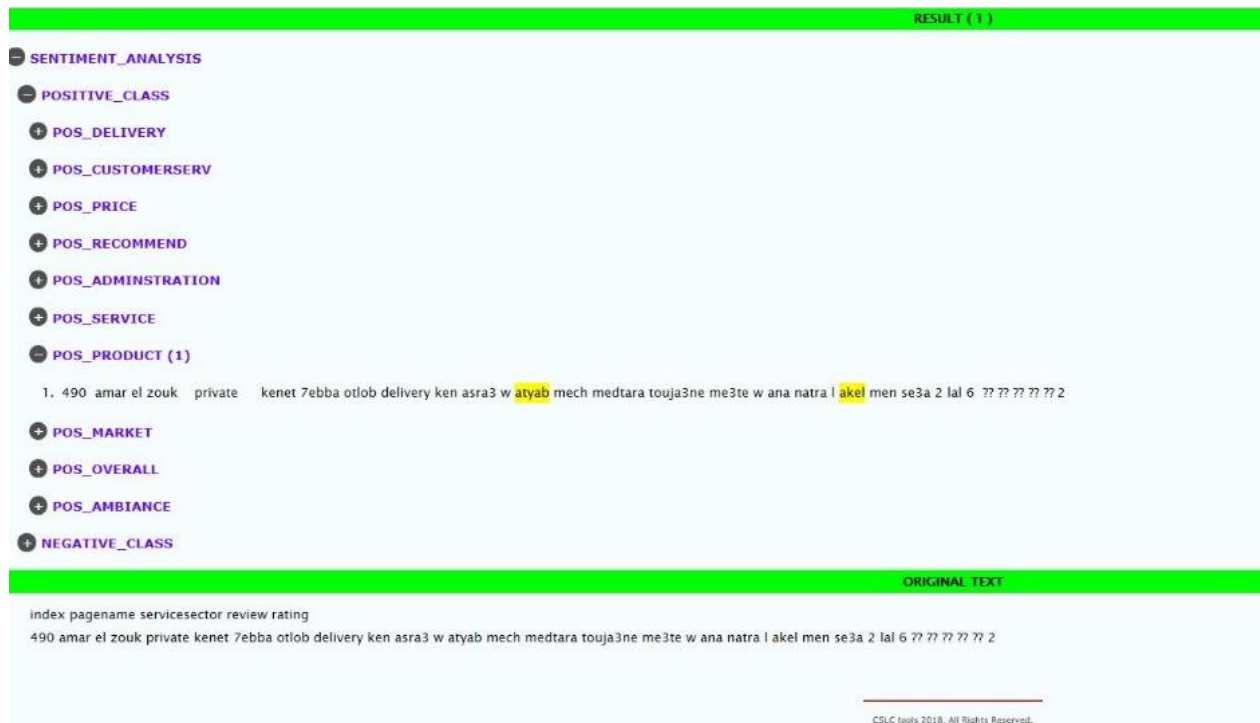 RESULT ( 1 )
SENTIMENT_ANALYSIS
POSITIVE_CLASS
POS_DELIVERY
POS_CUSTOMERSERV
POS_PRICE
POS_RECOMMEND
POS_ADMINSTRATION
POS_SERVICE
POS_PRODUCT (1)
1. 490 amar el zouk private kenet 7ebba otlob delivery ken asra3 w atyab mech medtara touja3ne me3te w ana natra l akel men se3a 2 lal 6 ?? ?? ?? ?? ?? 2
POS_MARKET
POS_OVERALL
POS_AMBIANCE
NEGATIVE_CLASS
ORIGINAL TEXT
index pagename servicesector review rating
490 amar el zouk private kenet 7ebba otlob delivery ken asra3 w atyab mech medtara touja3ne me3te w ana natra l akel men se3a 2 lal 6 ?? ?? ?? ?? ?? 2
CSLC tools 2018. All Rights Reserved.